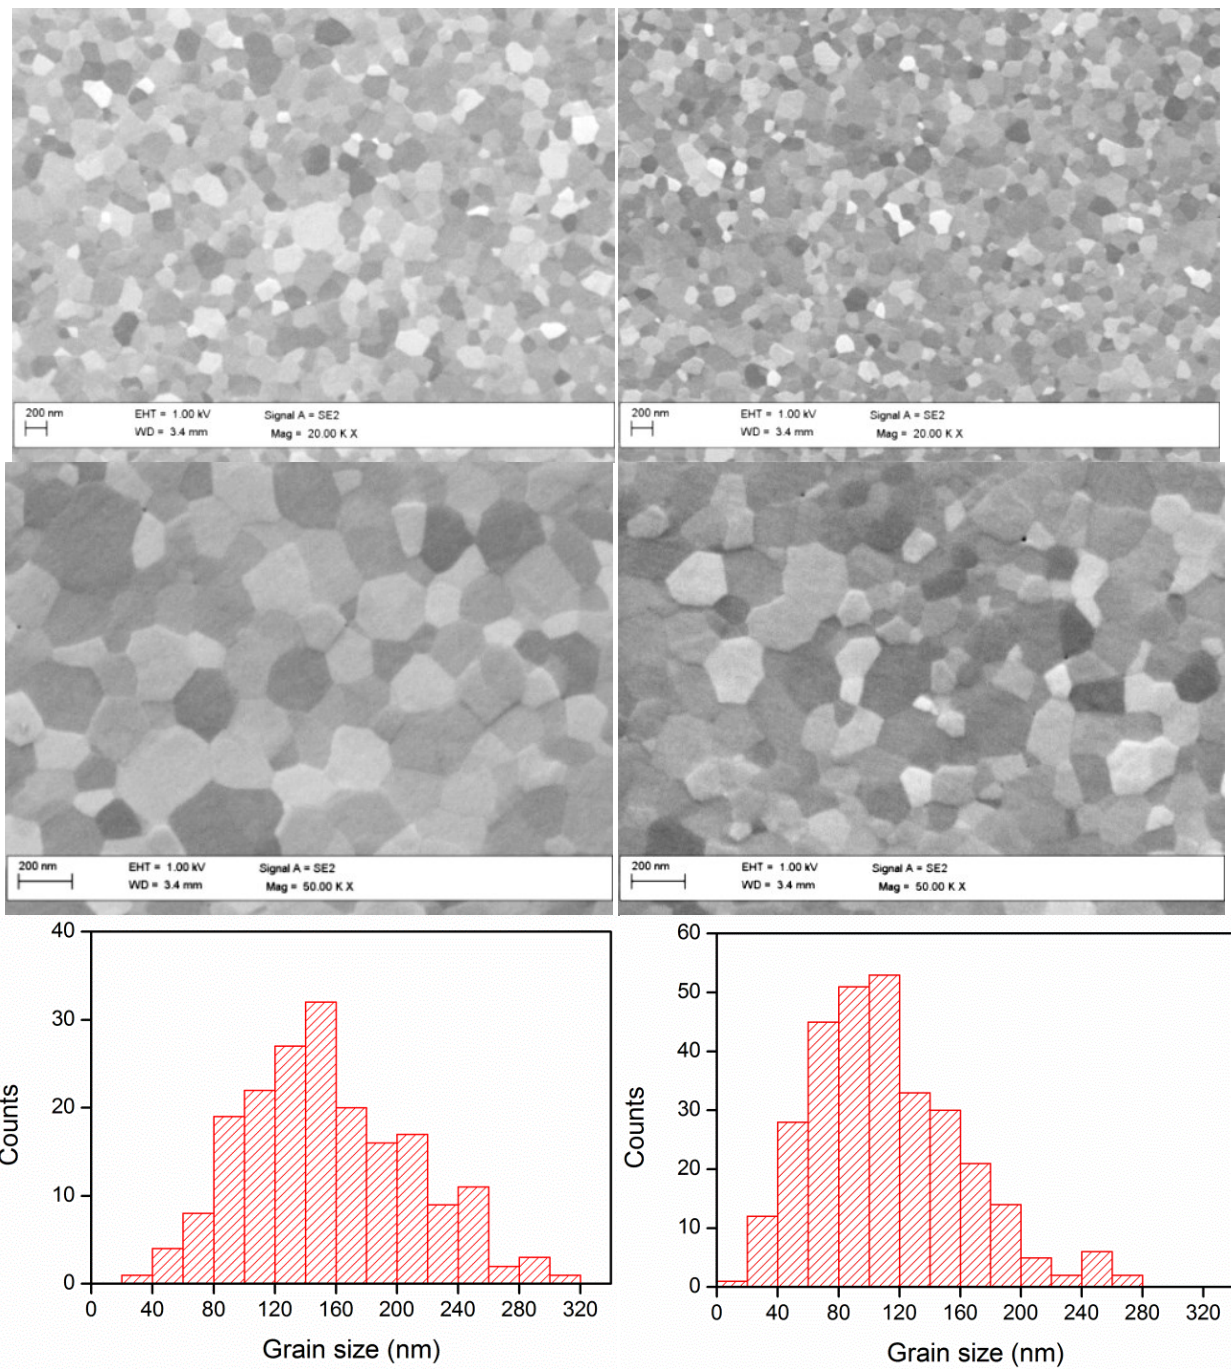 200 nm
EHT = 1.00 kV
Signal A = SE2
WD = 3.4 mm
Mag = 20.00 K X
200 nm
EHT = 1.00 kV
Signal A = SE2
WD = 3.4 mm
Mag = 20.00 K X
200 nm
EHT = 1.00 kV
Signal A = SE2
WD = 3.4 mm
Mag = 50.00 K X
200 nm
EHT = 1.00 kV
Signal A = SE2
WD = 3.4 mm
Mag = 50.00 K X
40
30
20
10
0
Counts
0 40 80 120 160 200 240 280 320
Grain size (nm)
60
50
40
30
20
10
0
Counts
0 40 80 120 160 200 240 280 320
Grain size (nm)